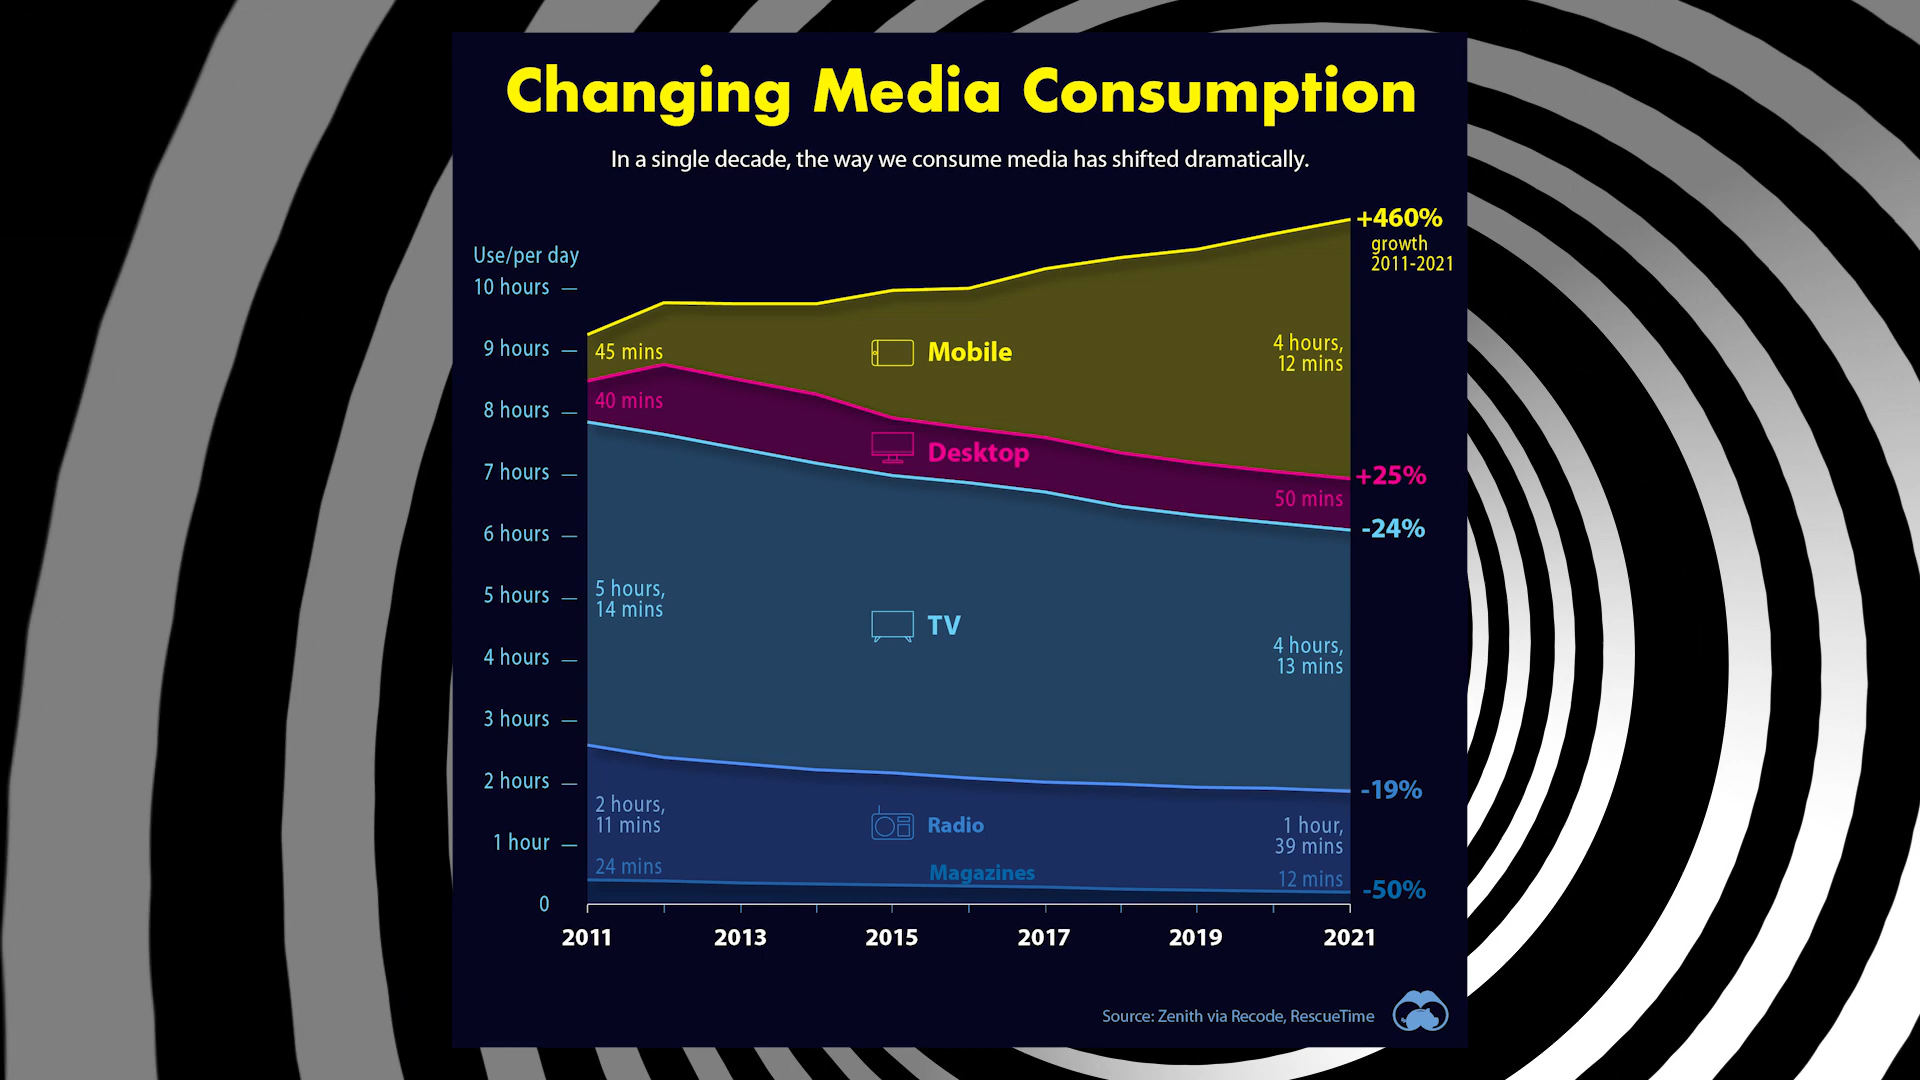 Changing Media Consumption
In a single decade, the way we consume media has shifted dramatically.
+460%
growth
2011-2021
Use/per day
10 hours
9 hours
8 hours
7 hours
6 hours
5 hours
4 hours
3 hours
2 hours
1 hour
0
45 mins
Mobile
4 hours,
12 mins
40 mins
Desktop
50 mins
+25%
-24%
5 hours,
14 mins
TV
4 hours,
13 mins
-19%
2 hours,
11 mins
Radio
1 hour,
39 mins
24 mins
Magazines
12 mins
-50%
2011 2013 2015 2017 2019 2021
Source: Zenith via Recode, RescueTime